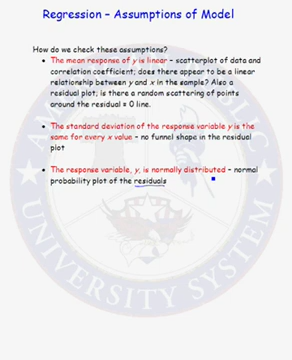 Regression – Assumptions of Model
How do we check these assumptions?
• The mean response of y is linear – scatterplot of data and
correlation coefficient; does there appear to be a linear
relationship between y and x in the sample? Also a
residual plot; is there a random scattering of points
around the residual = 0 line.
• The standard deviation of the response variable y is the
same for every x value – no funnel shape in the residual
plot
• The response variable, y, is normally distributed – normal
probability plot of the residuals
PUBLIC
UNIVERSITY SYSTEM